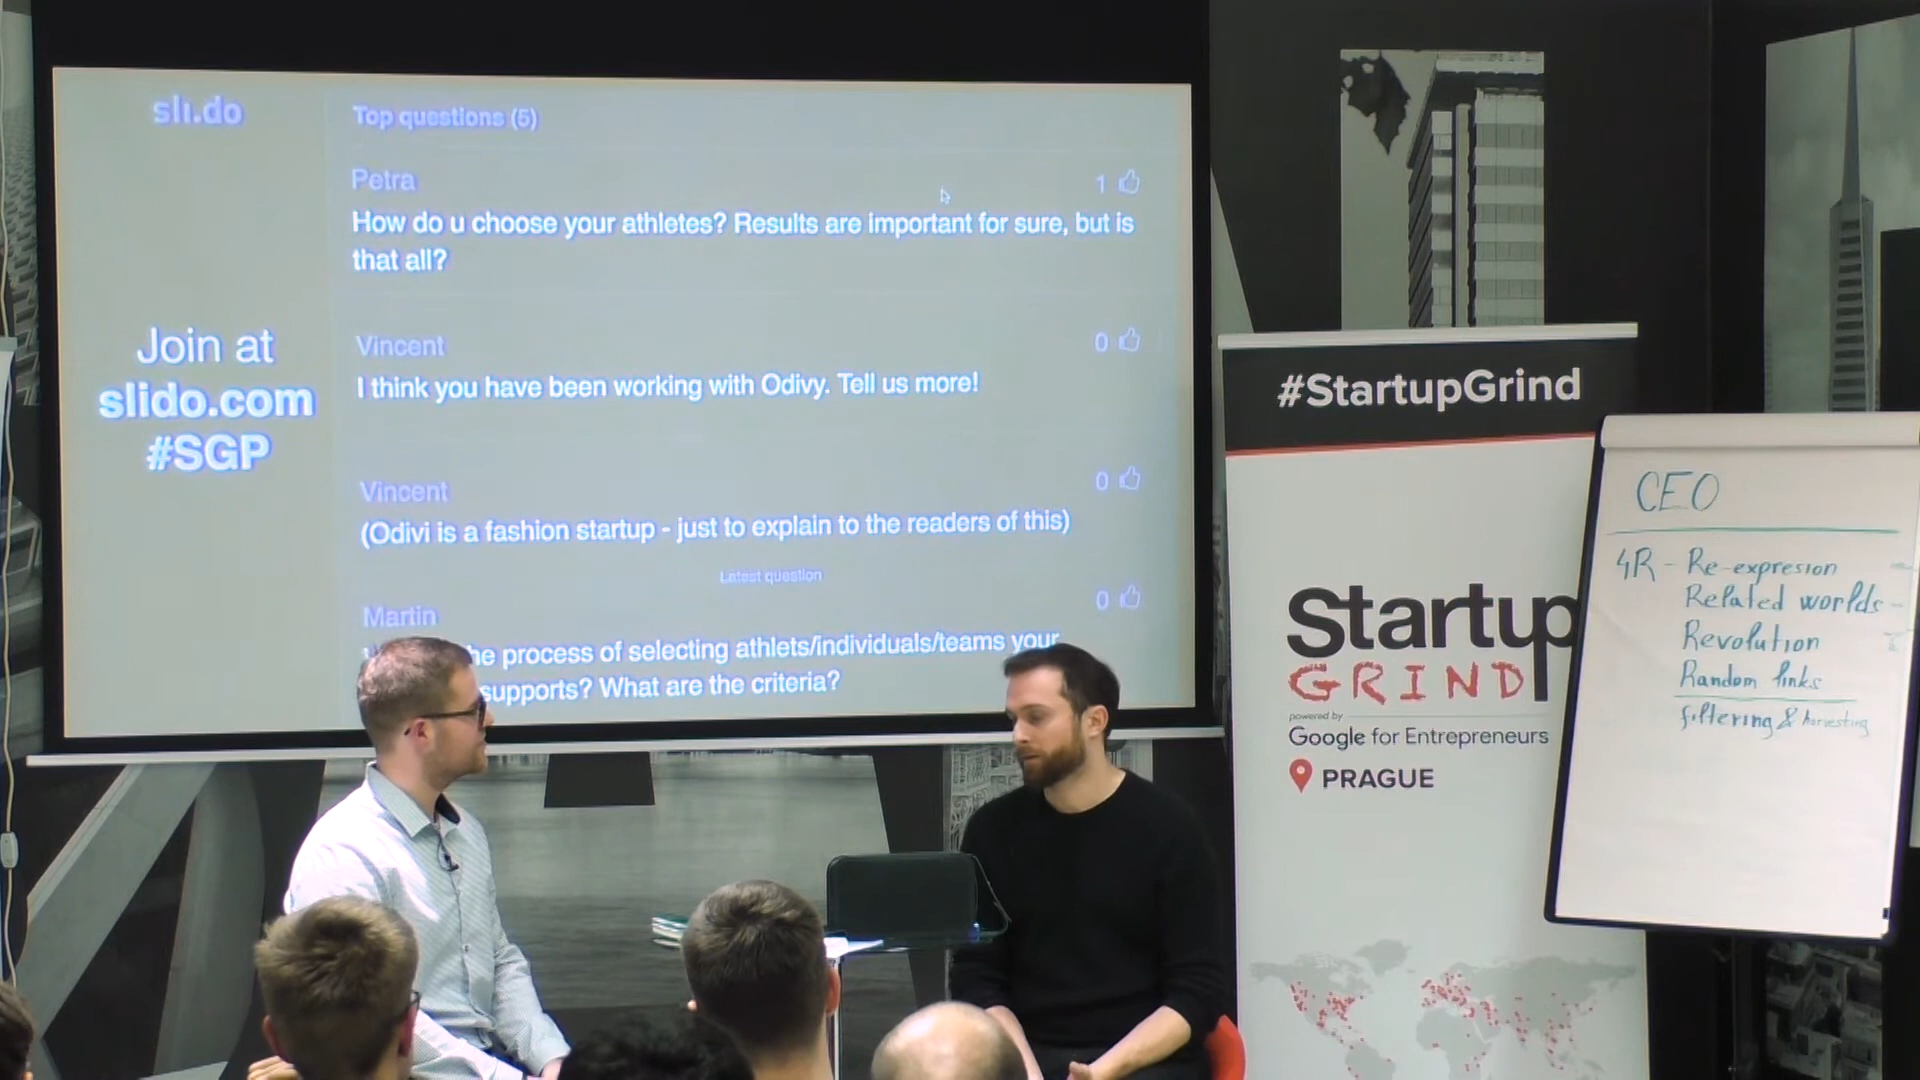 sli.do
Top questions (5)
Petra
1
How do u choose your athletes? Results are important for sure, but is
that all?
Join at
slido.com
#SGP
Vincent
0
I think you have been working with Odivy. Tell us more!
Vincent
0
(Odivi is a fashion startup - just to explain to the readers of this)
Latest question
Martin
0
he process of selecting athlets/individuals/teams your
supports? What are the criteria?
#StartupGrind
Startup
GRIND
powered by
Google for Entrepreneurs
PRAGUE
CEO
4R - Re-expresion
Related worlds
Revolution
Random links
filtering & harvesting